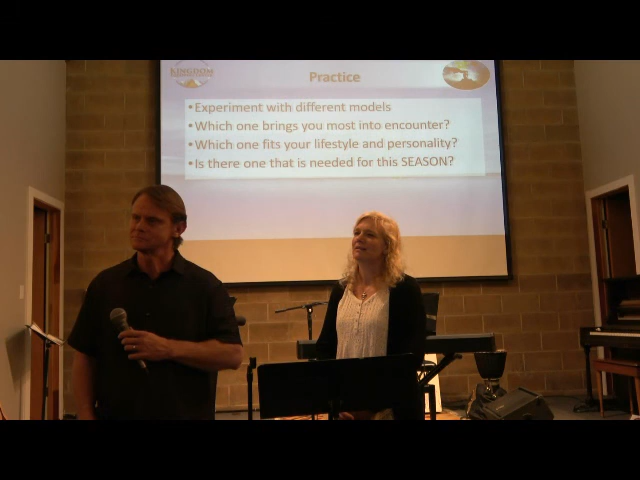 KINGDOM
Practice
•Experiment with different models
•Which one brings you most into encounter?
•Which one fits your lifestyle and personality?
•Is there one that is needed for this SEASON?